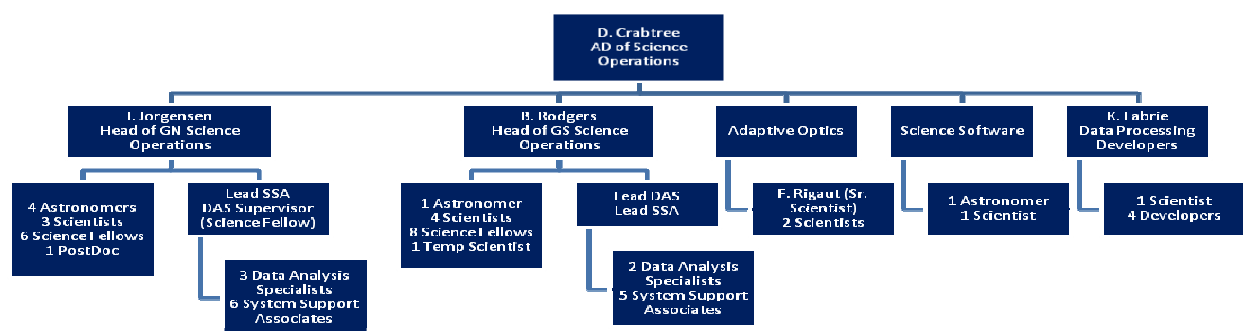 D. Crabtree
AD of Science
Operations
I. Jorgensen
Head of GN Science
Operations
B. Rodgers
Head of GS Science
Operations
Adaptive Optics
Science Software
K. Labrie
Data Processing
Developers
4 Astronomers
3 Scientists
6 Science Fellows
1 PostDoc
Lead SSA
DAS Supervisor
(Science Fellow)
1 Astronomer
4 Scientists
8 Science Fellows
1 Temp Scientist
Lead DAS
Lead SSA
F. Rigaut (Sr.
Scientist)
2 Scientists
1 Astronomer
1 Scientist
1 Scientist
4 Developers
3 Data Analysis
Specialists
6 System Support
Associates
2 Data Analysis
Specialists
5 System Support
Associates